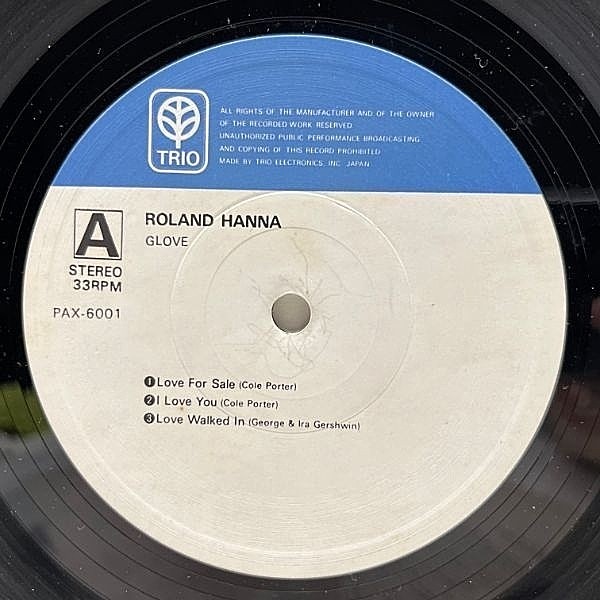 TRIO
ALL RIGHTS OF THE MANUFACTURER AND OF THE OWNER
OF THE RECORDED WORK RESERVED
UNAUTHORIZED PUBLIC PERFORMANCE BROADCASTING
AND COPYING OF THIS RECORD PROHIBITED
MADE BY TRIO ELECTRONICS, INC. JAPAN
A
STEREO
33RPM
PAX-6001
ROLAND HANNA
GLOVE
❶Love For Sale (Cole Porter)
❷I Love You (Cole Porter)
❸Love Walked In (George & Ira Gershwin)